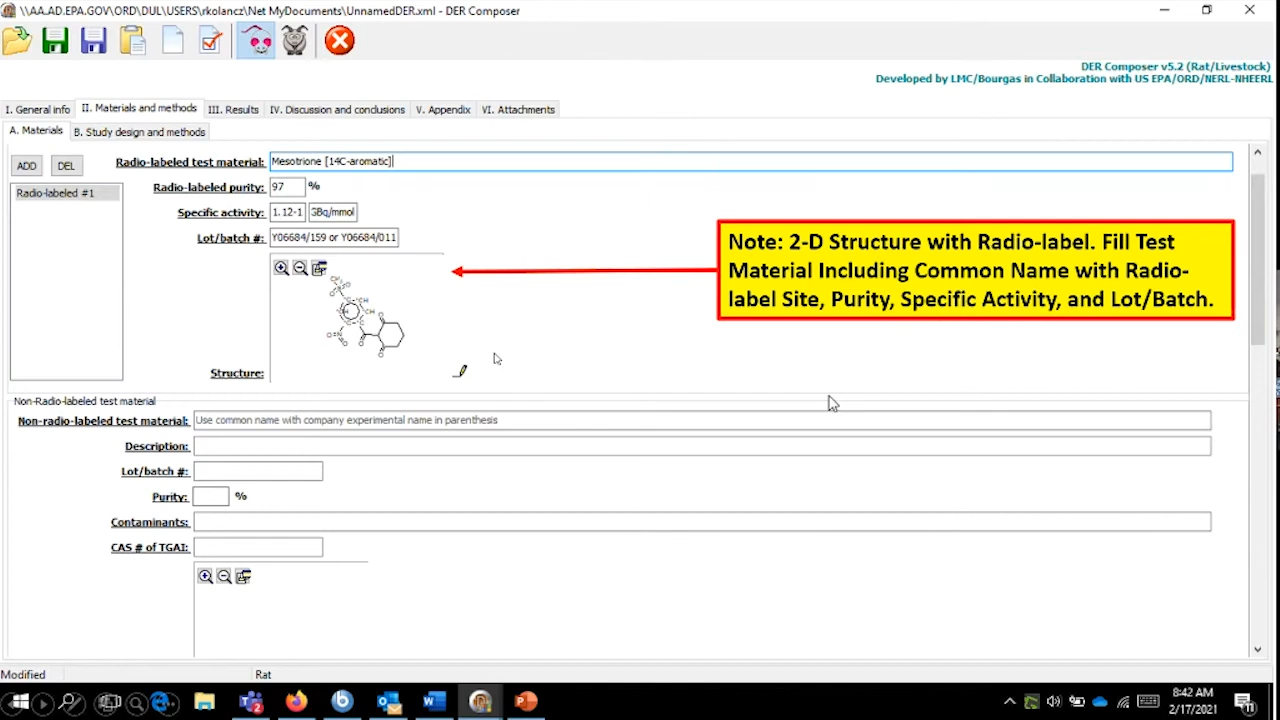 \\AA.AD.EPA.GOV\ORD\DUL\USERS\rkolancz\Net MyDocuments\UnnamedDER.xml - DER Composer
DER Composer v5.2 (Rat/Livestock)
Developed by LMC/Bourgas in Collaboration with US EPA/ORD/NERL-NHEERL
I. General info
II. Materials and methods
III. Results
IV. Discussion and conclusions
V. Appendix
VI. Attachments
A. Materials
B. Study design and methods
ADD
DEL
Radio-labeled #1
Radio-labeled test material: Mesotrione [14C-aromatic]
Radio-labeled purity: 97 %
Specific activity: 1.12-1 GBq/mmol
Lot/batch #: Y06684/159 or Y06684/011
Structure:
Note: 2-D Structure with Radio-label. Fill Test
Material Including Common Name with Radio-
label Site, Purity, Specific Activity, and Lot/Batch.
Non-Radio-labeled test material
Non-radio-labeled test material: Use common name with company experimental name in parenthesis
Description:
Lot/batch #:
Purity: %
Contaminants:
CAS # of TGAI:
Modified
Rat
8:42 AM
2/17/2021